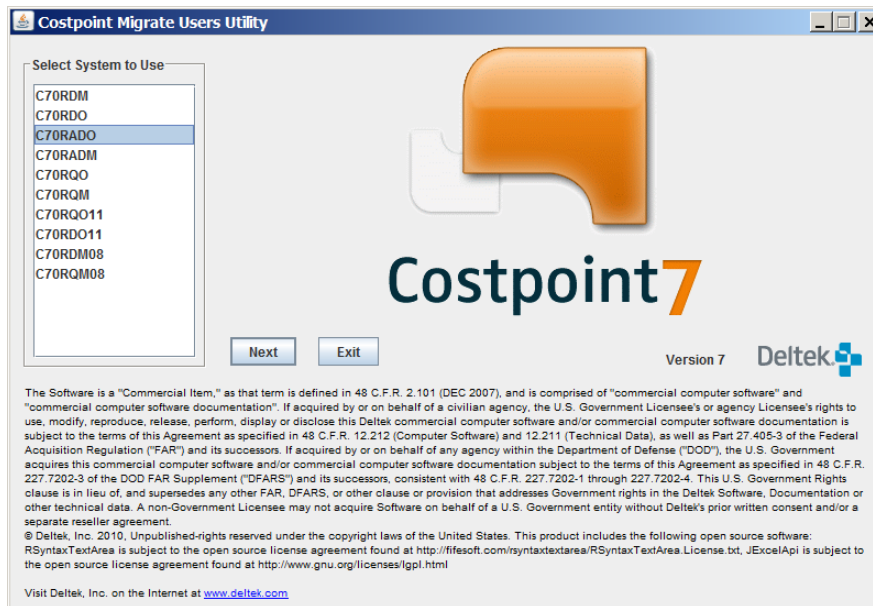 Costpoint Migrate Users Utility
Select System to Use
C70RDM
C70RDO
C70RADO
C70RADM
C70RQO
C70RQM
C70RQO11
C70RDO11
C70RDM08
C70RQM08
Costpoint 7
Next
Exit
Version 7
Deltek
The Software is a "Commercial Item," as that term is defined in 48 C.F.R. 2.101 (DEC 2007), and is comprised of "commercial computer software" and
"commercial computer software documentation". If acquired by or on behalf of a civilian agency, the U.S. Government Licensee's or agency Licensee's rights to
use, modify, reproduce, release, perform, display or disclose this Deltek commercial computer software and/or commercial computer software documentation is
subject to the terms of this Agreement as specified in 48 C.F.R. 12.212 (Computer Software) and 12.211 (Technical Data), as well as Part 27.405-3 of the Federal
Acquisition Regulation ("FAR") and its successors. If acquired by or on behalf of any agency within the Department of Defense ("DOD"), the U.S. Government
acquires this commercial computer software and/or commercial computer software documentation subject to the terms of this Agreement as specified in 48 C.F.R.
227.7202-3 of the DOD FAR Supplement ("DFARS") and its successors, consistent with 48 C.F.R. 227.7202-1 through 227.7202-4. This U.S. Government Rights
clause is in lieu of, and supersedes any other FAR, DFARS, or other clause or provision that addresses Government rights in the Deltek Software, Documentation or
other technical data. A non-Government Licensee may not acquire Software on behalf of a U.S. Government entity without Deltek's prior written consent and/or a
separate reseller agreement.
© Deltek, Inc. 2010, Unpublished-rights reserved under the copyright laws of the United States. This product includes the following open source software:
RSyntaxTextArea is subject to the open source license agreement found at http://fifesoft.com/rsyntaxtextarea/RSyntaxTextArea.License.txt, JExcelApi is subject to
the open source license agreement found at http://www.gnu.org/licenses/lgpl.html
Visit Deltek, Inc. on the Internet at www.deltek.com